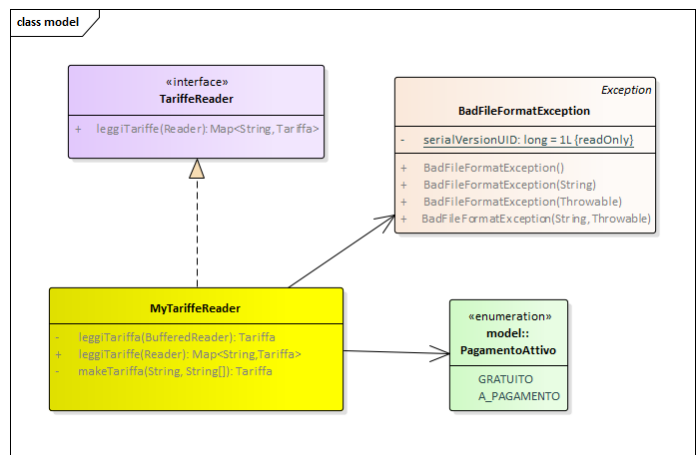 class model
«interface»
TariffeReader
+ leggiTariffe(Reader): Map<String,Tariffa>
Exception
BadFileFormatException
- serialVersionUID: long = 1L {readOnly}
+ BadFileFormatException()
+ BadFileFormatException(String)
+ BadFileFormatException(Throwable)
+ BadFileFormatException(String, Throwable)
MyTariffeReader
- leggiTariffa(BufferedReader): Tariffa
+ leggiTariffe(Reader): Map<String,Tariffa>
- makeTariffa(String, String[]): Tariffa
«enumeration»
model::
PagamentoAttivo
GRATUITO
A_PAGAMENTO